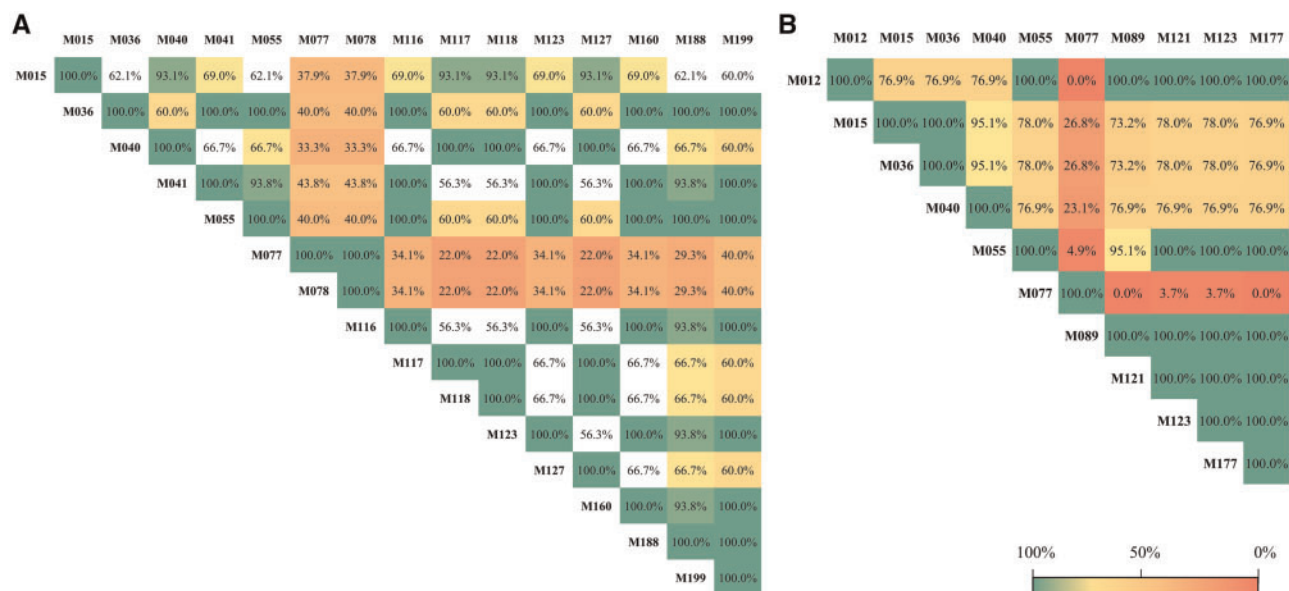 A
M015 M036 M040 M041 M055 M077 M078 M116 M117 M118 M123 M127 M160 M188 M199
M015 100.0% 62.1% 93.1% 69.0% 62.1% 37.9% 37.9% 69.0% 93.1% 93.1% 69.0% 93.1% 69.0% 62.1% 60.0%
M036 100.0% 60.0% 100.0% 100.0% 40.0% 40.0% 100.0% 60.0% 60.0% 100.0% 60.0% 100.0% 100.0% 100.0%
M040 100.0% 66.7% 66.7% 33.3% 33.3% 66.7% 100.0% 100.0% 66.7% 100.0% 66.7% 66.7% 60.0%
M041 100.0% 93.8% 43.8% 43.8% 100.0% 56.3% 56.3% 100.0% 56.3% 100.0% 93.8% 100.0%
M055 100.0% 40.0% 40.0% 100.0% 60.0% 60.0% 100.0% 60.0% 100.0% 100.0% 100.0%
M077 100.0% 100.0% 34.1% 22.0% 22.0% 34.1% 22.0% 34.1% 29.3% 40.0%
M078 100.0% 34.1% 22.0% 22.0% 34.1% 22.0% 34.1% 29.3% 40.0%
M116 100.0% 56.3% 56.3% 100.0% 56.3% 100.0% 93.8% 100.0%
M117 100.0% 100.0% 66.7% 100.0% 66.7% 66.7% 60.0%
M118 100.0% 66.7% 100.0% 66.7% 66.7% 60.0%
M123 100.0% 56.3% 100.0% 93.8% 100.0%
M127 100.0% 66.7% 66.7% 60.0%
M160 100.0% 93.8% 100.0%
M188 100.0% 100.0%
M199 100.0%
B
M012 M015 M036 M040 M055 M077 M089 M121 M123 M177
M012 100.0% 76.9% 76.9% 76.9% 100.0% 0.0% 100.0% 100.0% 100.0% 100.0%
M015 100.0% 100.0% 95.1% 78.0% 26.8% 73.2% 78.0% 78.0% 76.9%
M036 100.0% 95.1% 78.0% 26.8% 73.2% 78.0% 78.0% 76.9%
M040 100.0% 76.9% 23.1% 76.9% 76.9% 76.9% 76.9%
M055 100.0% 4.9% 95.1% 100.0% 100.0% 100.0%
M077 100.0% 0.0% 3.7% 3.7% 0.0%
M089 100.0% 100.0% 100.0% 100.0%
M121 100.0% 100.0% 100.0%
M123 100.0% 100.0%
M177 100.0%
100% 50% 0%